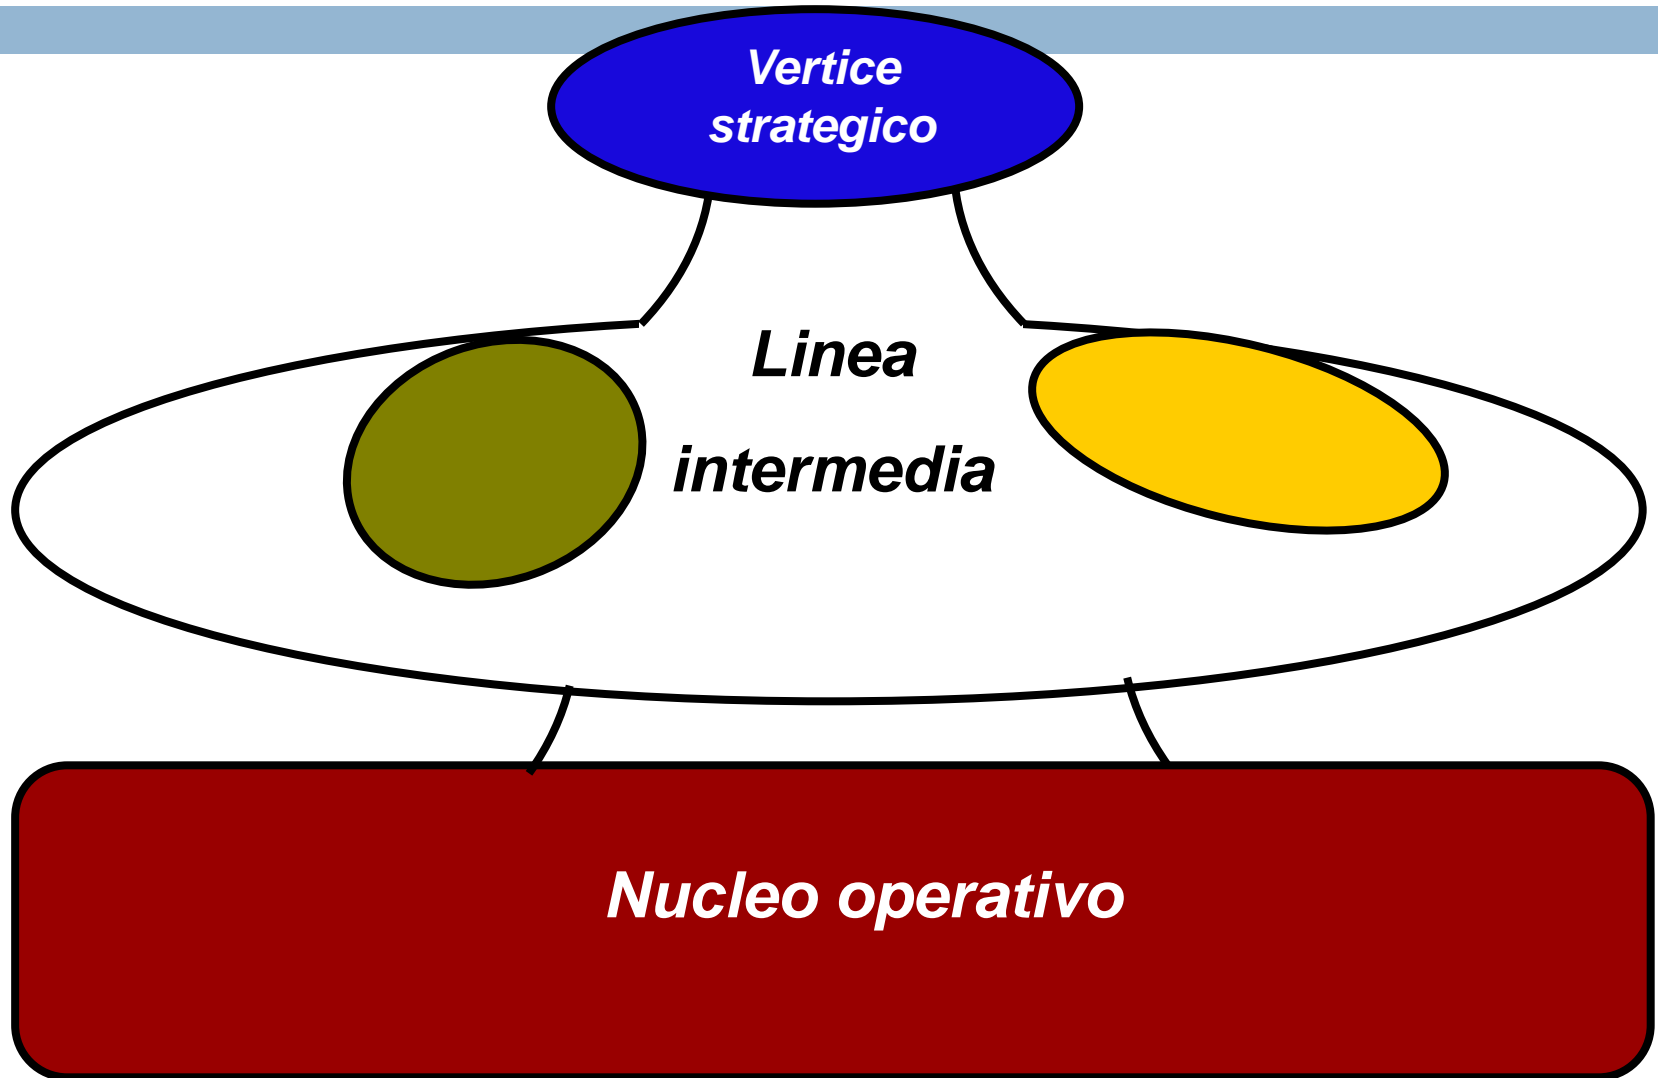 Vertice
strategico
Linea
intermedia
Nucleo operativo